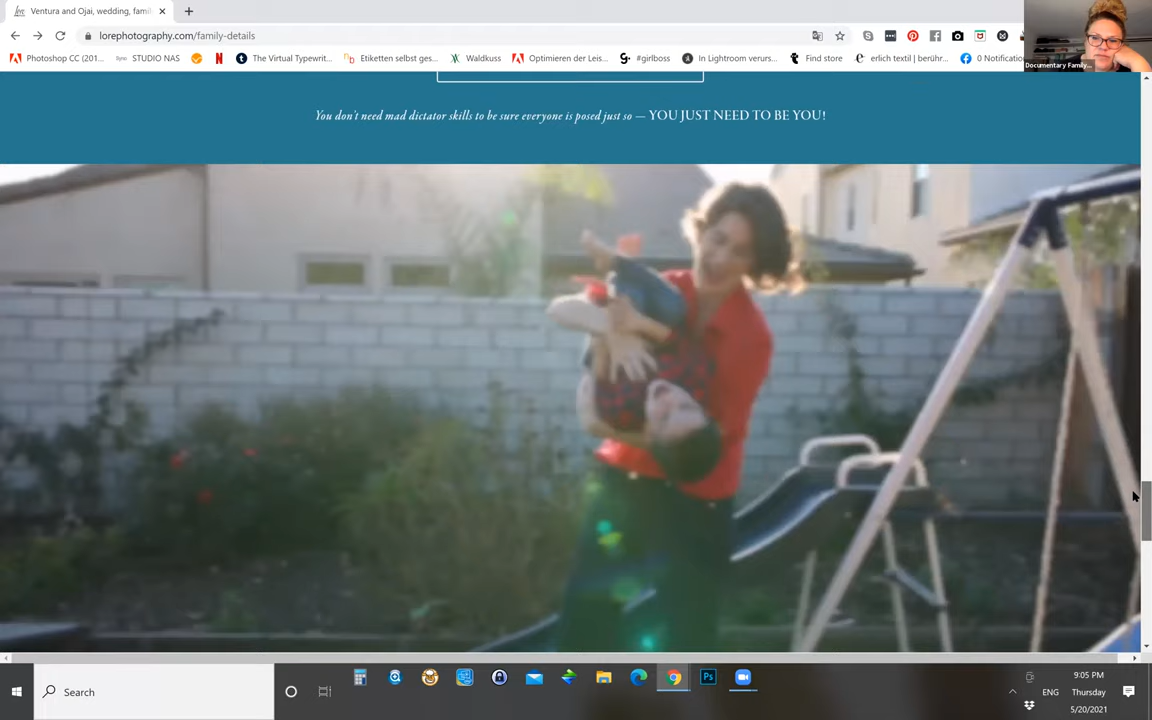 Ventura and Ojai, wedding, famil
lorephotography.com/family-details
Photoshop CC (201...
STUDIO NAS
The Virtual Typewrit...
Etiketten selbst ges...
Waldkuss
Optimieren der Leis...
#girlboss
In Lightroom verurs...
Find store
erlich textil | berühr...
0 Notification
Documentary Family...
You don't need mad dictator skills to be sure everyone is posed just so — YOU JUST NEED TO BE YOU!
Search
Ps
ENG
9:05 PM
Thursday
5/20/2021